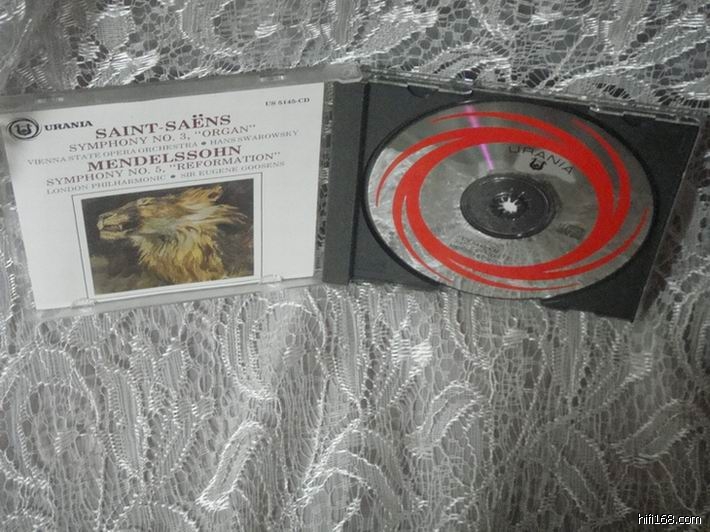 US 5145-CD
URANIA
SAINT-SAËNS
SYMPHONY NO. 3, "ORGAN"
VIENNA STATE OPERA ORCHESTRA • HANS SWAROWSKY
MENDELSSOHN
SYMPHONY NO. 5, "REFORMATION"
LONDON PHILHARMONIC • SIR EUGENE GOOSENS
URANIA
hifi168.com